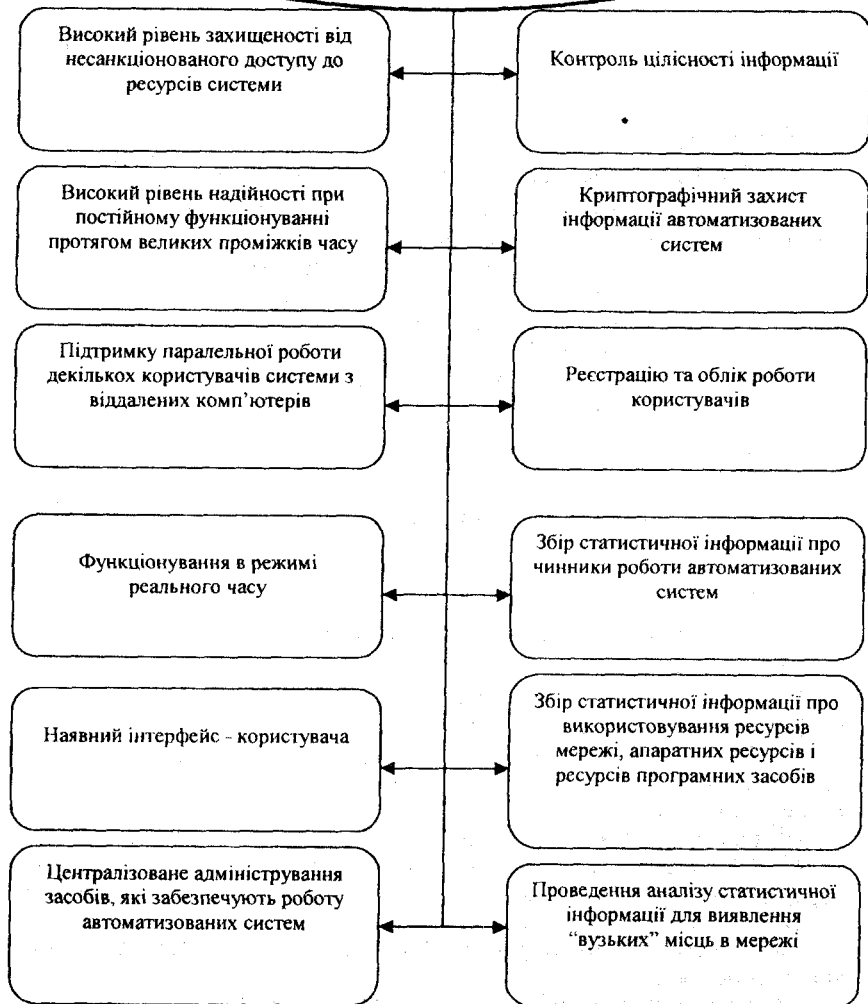 Високий рівень захищеності від
несанкціонованого доступу до
ресурсів системи
Контроль цілісності інформації
Високий рівень надійності при
постійному функціонуванні
протягом великих проміжків часу
Криптографічний захист
інформації автоматизованих
систем
Підтримку паралельної роботи
декількох користувачів системи з
віддалених комп’ютерів
Реєстрацію та облік роботи
користувачів
Функціонування в режимі
реального часу
Збір статистичної інформації про
чинники роботи автоматизованих
систем
Наявний інтерфейс - користувача
Збір статистичної інформації про
використовування ресурсів
мережі, апаратних ресурсів і
ресурсів програмних засобів
Централізоване адміністрування
засобів, які забезпечують роботу
автоматизованих систем
Проведення аналізу статистичної
інформації для виявлення
“вузьких” місць в мережі